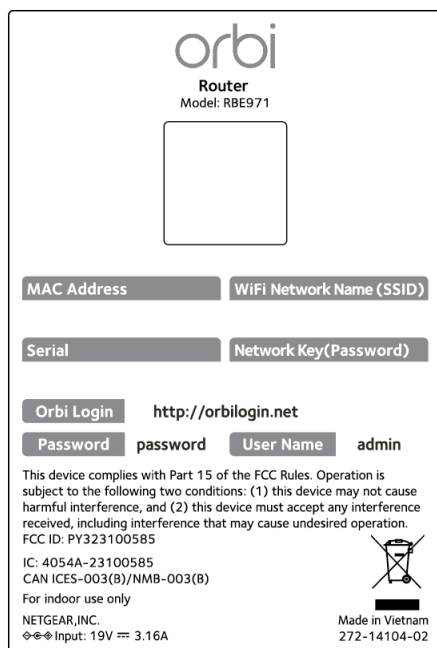 orbi
Router
Model: RBE971
MAC Address
WiFi Network Name (SSID)
Serial
Network Key(Password)
Orbi Login http://orbilogin.net
Password password User Name admin
This device complies with Part 15 of the FCC Rules. Operation is
subject to the following two conditions: (1) this device may not cause
harmful interference, and (2) this device must accept any interference
received, including interference that may cause undesired operation.
FCC ID: PY323100585
IC: 4054A-23100585
CAN ICES-003(B)/NMB-003(B)
For indoor use only
NETGEAR,INC.
Input: 19V ⎓ 3.16A
Made in Vietnam
272-14104-02